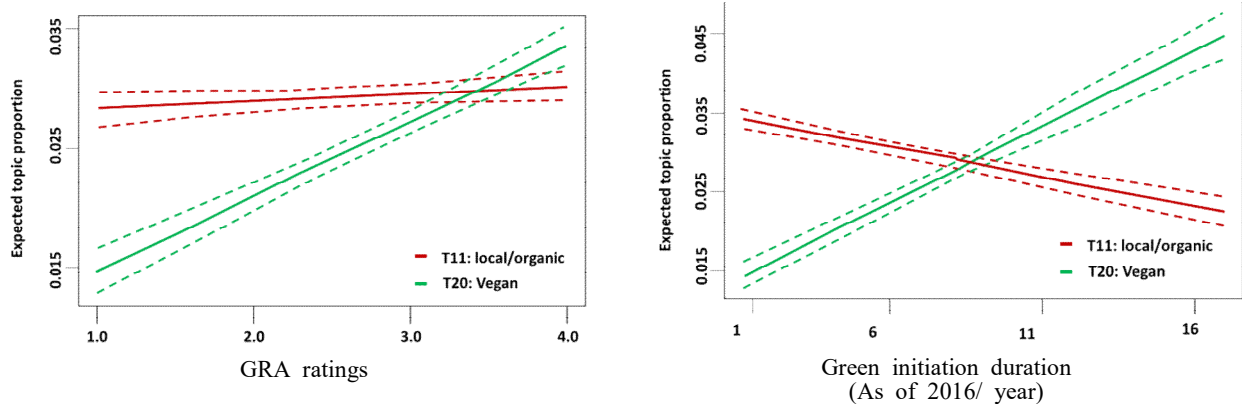 Expected topic proportion
0.035
0.025
0.015
T11: local/organic
T20: Vegan
1.0 2.0 3.0 4.0
GRA ratings
Expected topic proportion
0.045
0.035
0.025
0.015
T11: local/organic
T20: Vegan
1 6 11 16
Green initiation duration
(As of 2016/ year)